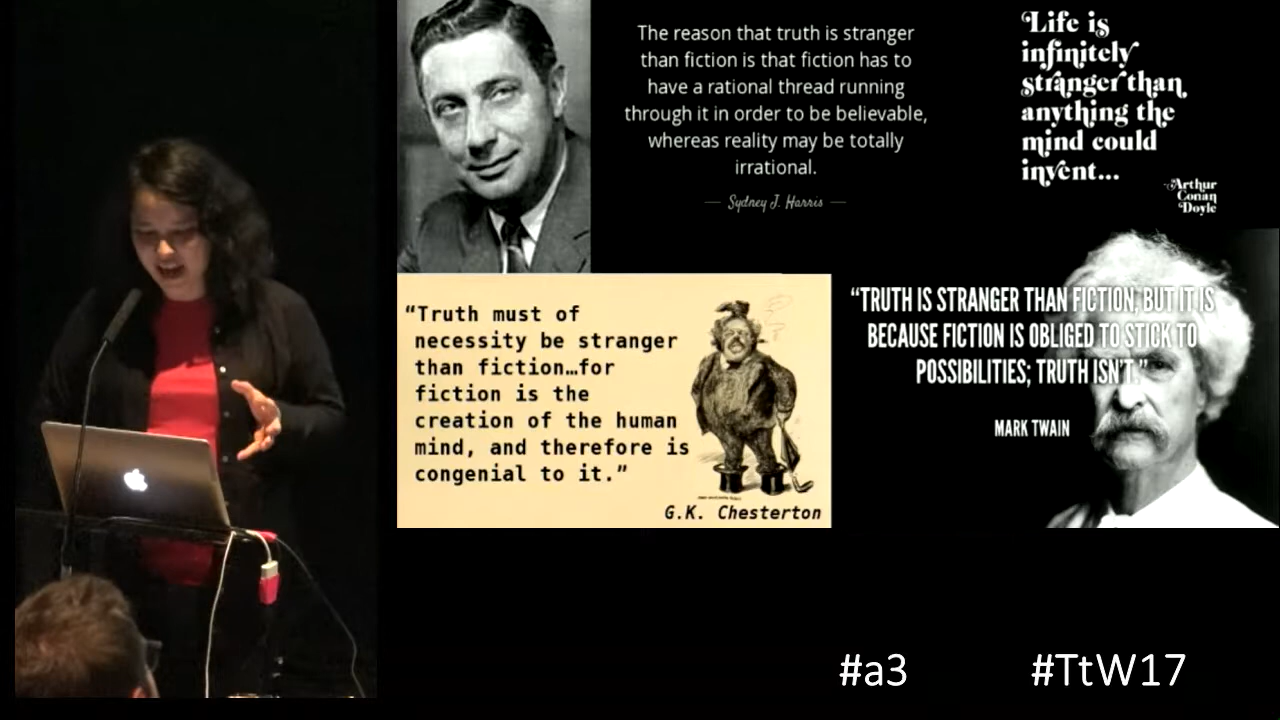 The reason that truth is stranger
than fiction is that fiction has to
have a rational thread running
through it in order to be believable,
whereas reality may be totally
irrational.
— Sydney J. Harris —
Life is
infinitely
stranger than
anything the
mind could
invent...
Arthur
Conan
Doyle
“Truth must of
necessity be stranger
than fiction…for
fiction is the
creation of the human
mind, and therefore is
congenial to it.”
G.K. Chesterton
“TRUTH IS STRANGER THAN FICTION, BUT IT IS
BECAUSE FICTION IS OBLIGED TO STICK TO
POSSIBILITIES; TRUTH ISN'T.”
MARK TWAIN
#a3 #TtW17